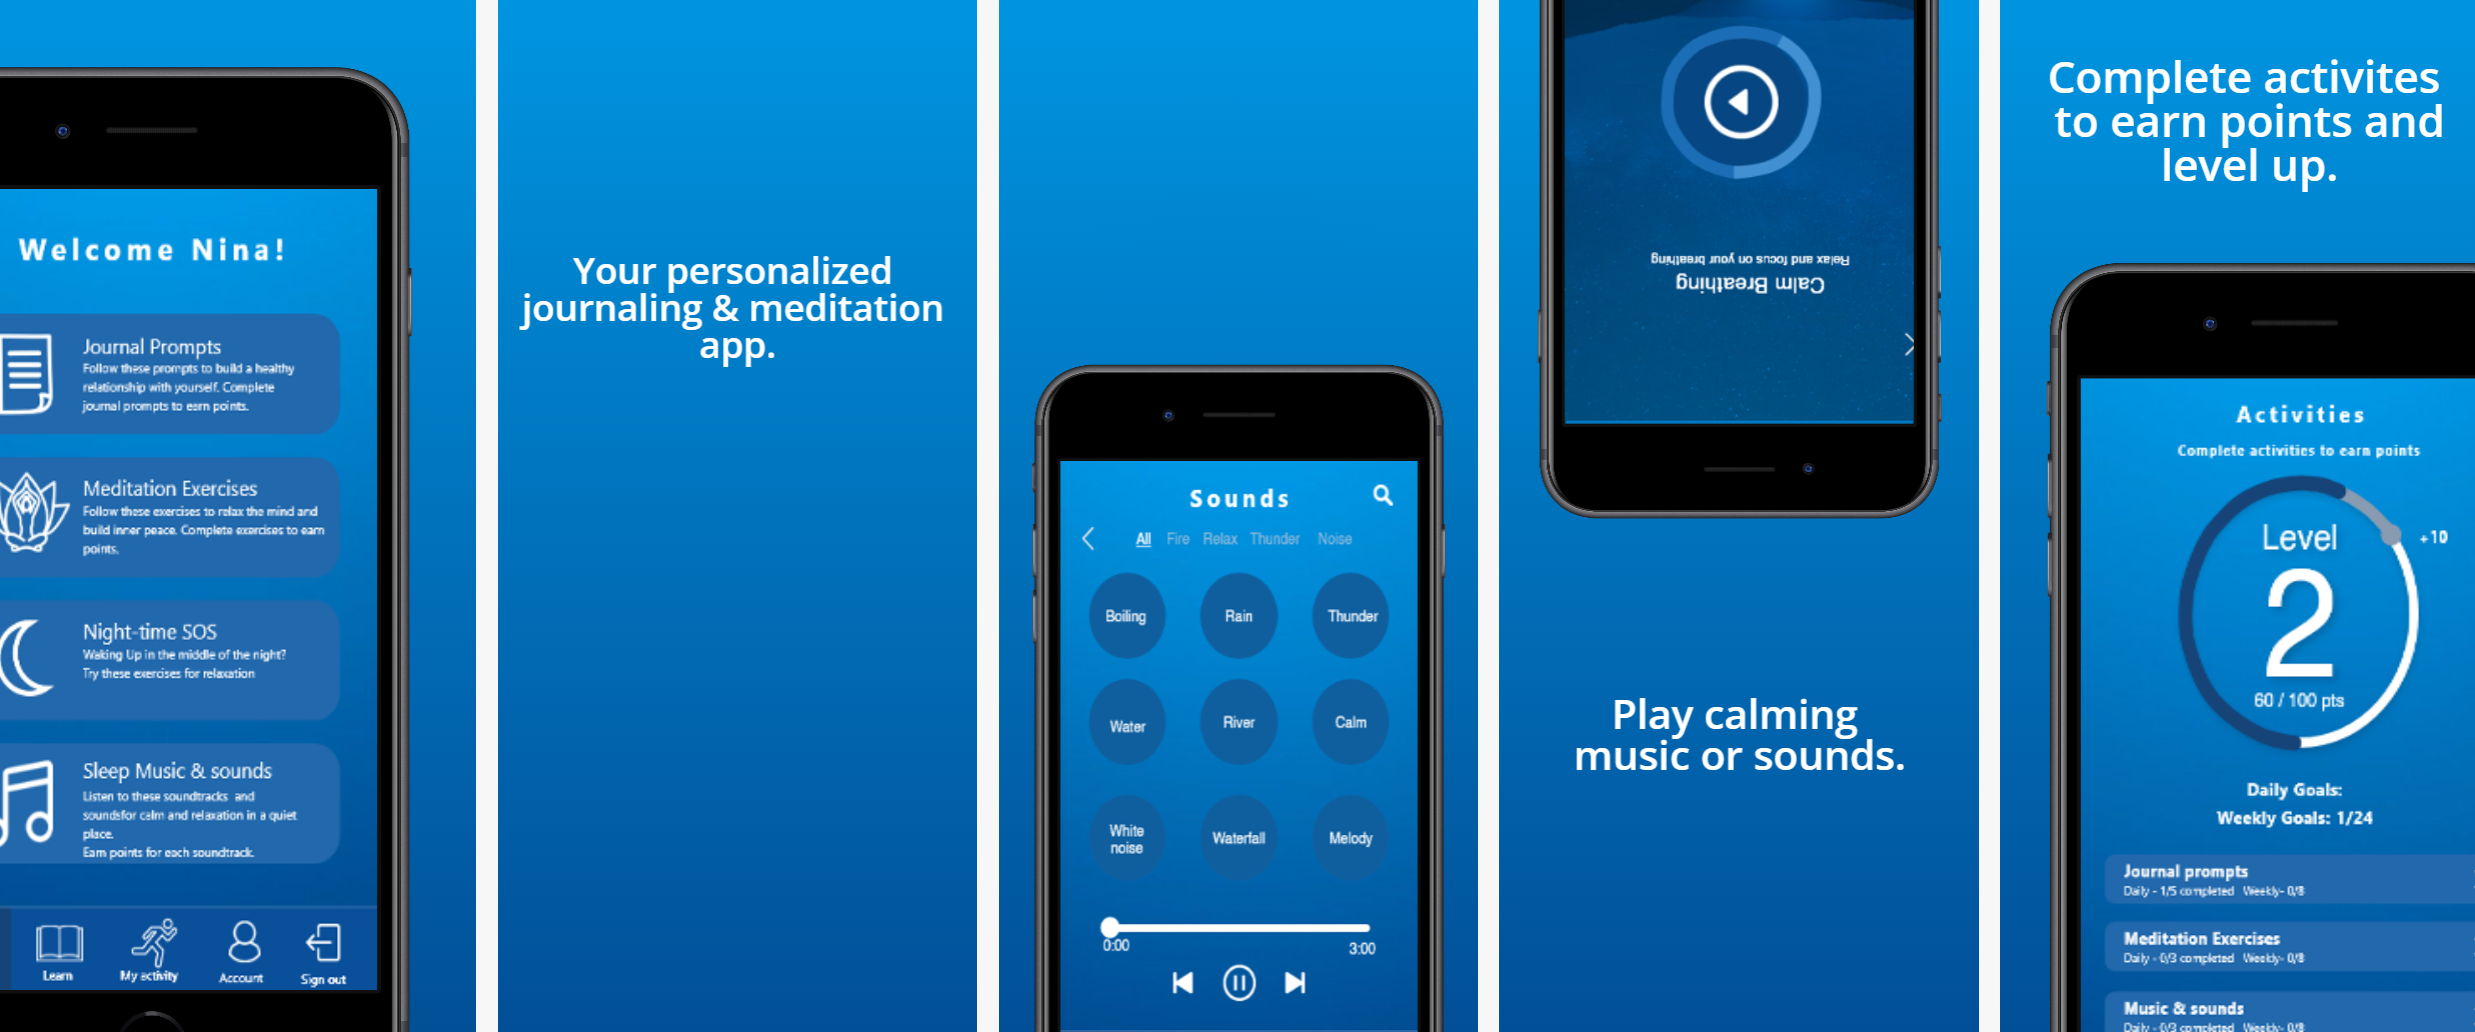 Welcome Nina!
Journal Prompts
Follow these prompts to build a healthy
relationship with yourself. Complete
journal prompts to earn points.
Meditation Exercises
Follow these exercises to relax the mind and
build inner peace. Complete exercises to earn
points.
Night-time SOS
Waking Up in the middle of the night?
Try these exercises for relaxation
Sleep Music & sounds
Listen to these soundtracks and
soundsfor calm and relaxation in a quiet
place.
Earn points for each soundtrack.
Learn
My activity
Account
Sign out
Your personalized
journaling & meditation
app.
Sounds
All Fire Relax Thunder Noise
Boiling Rain Thunder
Water River Calm
White
noise
Waterfall
Melody
0:00
3:00
Calm Breathing
Relax and focus on your breathing
Play calming
music or sounds.
Complete activites
to earn points and
level up.
Activities
Complete activities to earn points
Level
2
+10
60 / 100 pts
Daily Goals:
Weekly Goals: 1/24
Journal prompts
Daily - 1/5 completed Weekly- 0/8
Meditation Exercises
Daily - 0/3 completed Weekly- 0/8
Music & sounds
Daily - 0/3 completed Weekly- 0/8